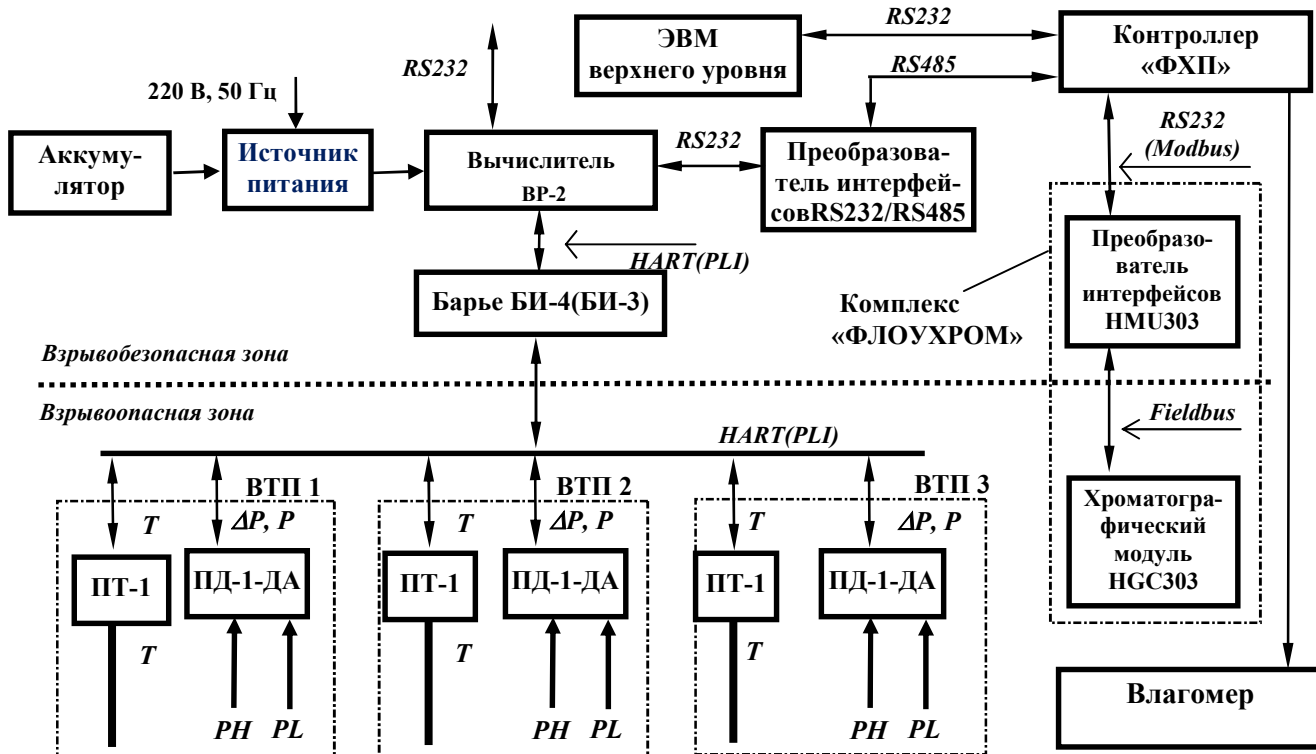 RS232
ЭВМ
верхнего уровня
Контроллер
«ФХП»
RS232
RS485
220 В, 50 Гц
Аккуму-
лятор
Источник
питания
Вычислитель
ВР-2
RS232
Преобразова-
тель интерфей-
совRS232/RS485
RS232
(Modbus)
HART(PLI)
Барье БИ-4(БИ-3)
Преобразо-
ватель
интерфейсов
HMU303
Комплекс
«ФЛОУХРОМ»
Взрывобезопасная зона
Взрывоопасная зона
HART(PLI)
Fieldbus
ВТП 1
ВТП 2
ВТП 3
T
ΔP, P
T
ΔP, P
T
ΔP, P
ПТ-1
ПД-1-ДА
ПТ-1
ПД-1-ДА
ПТ-1
ПД-1-ДА
Хроматогра-
фический
модуль
HGC303
T
T
T
PH
PL
PH
PL
PH
PL
Влагомер